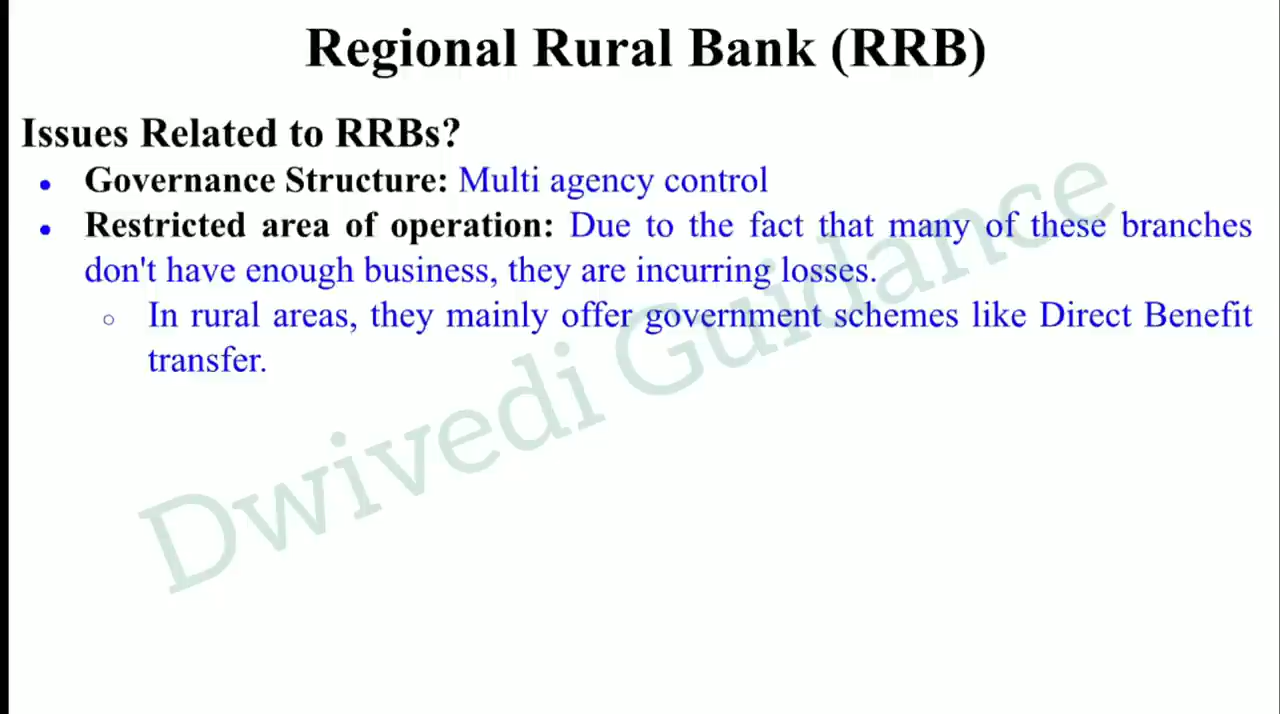 Regional Rural Bank (RRB)
Issues Related to RRBs?
• Governance Structure: Multi agency control
• Restricted area of operation: Due to the fact that many of these branches
don't have enough business, they are incurring losses.
○ In rural areas, they mainly offer government schemes like Direct Benefit
transfer.
Dwivedi Guidance